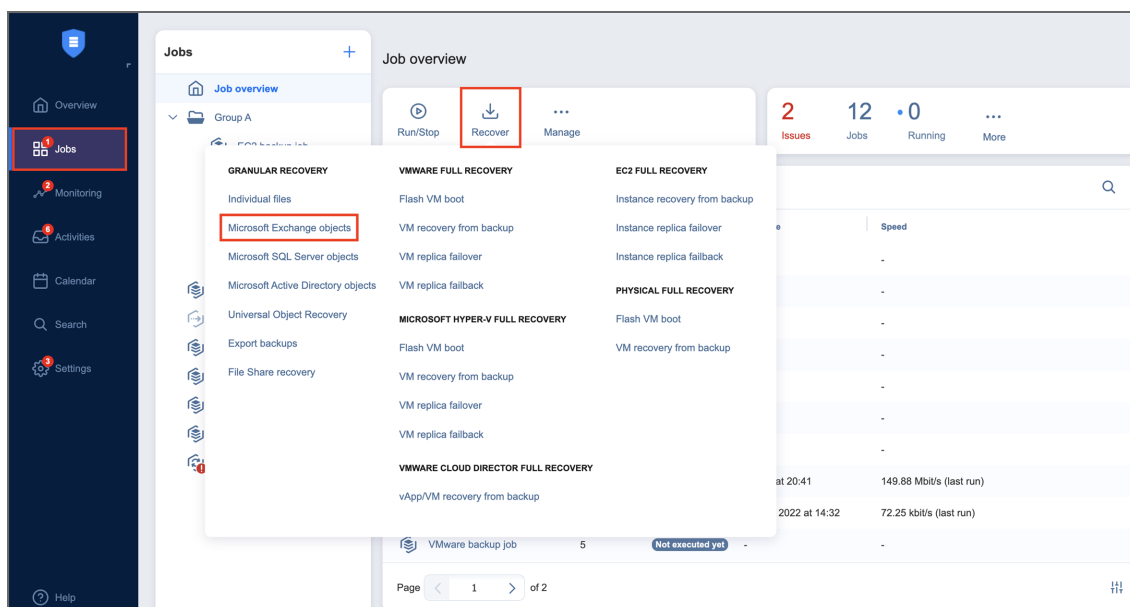 Jobs
+
Job overview
Overview
1
Jobs
2
Monitoring
6
Activities
Calendar
Search
3
Settings
Help
Job overview
Group A
EC2 backup job
Run/Stop
Recover
Manage
2
Issues
12
Jobs
0
Running
More
GRANULAR RECOVERY
Individual files
Microsoft Exchange objects
Microsoft SQL Server objects
Microsoft Active Directory objects
Universal Object Recovery
Export backups
File Share recovery
VMWARE FULL RECOVERY
Flash VM boot
VM recovery from backup
VM replica failover
VM replica failback
MICROSOFT HYPER-V FULL RECOVERY
Flash VM boot
VM recovery from backup
VM replica failover
VM replica failback
VMWARE CLOUD DIRECTOR FULL RECOVERY
vApp/VM recovery from backup
EC2 FULL RECOVERY
Instance recovery from backup
Instance replica failover
Instance replica failback
PHYSICAL FULL RECOVERY
Flash VM boot
VM recovery from backup
e
Speed
-
-
-
-
-
-
-
at 20:41 149.88 Mbit/s (last run)
2022 at 14:32 72.25 kbit/s (last run)
VMware backup job 5 Not executed yet - -
Page < 1 > of 2